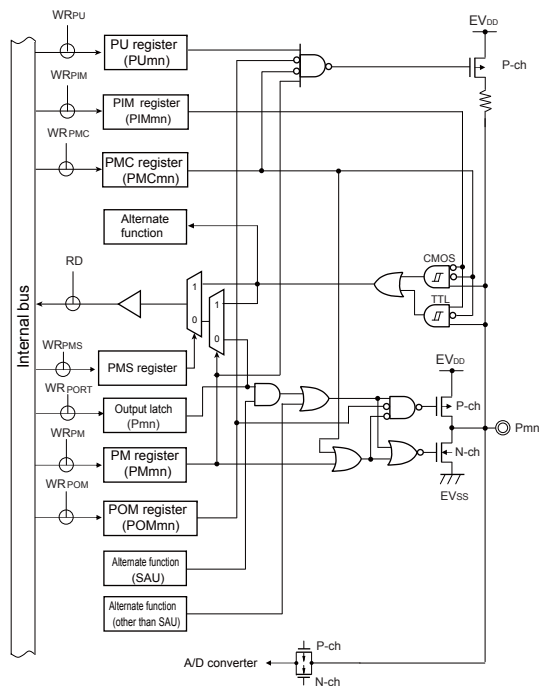 WRPU
EVDD
PU register
(PUmn)
P-ch
WRPIM
PIM register
(PIMmn)
WRPMC
PMC register
(PMCmn)
Alternate
function
CMOS
RD
1
0
1
0
TTL
Internal bus
WRPMS
PMS register
EVDD
WRPORT
Output latch
(Pmn)
P-ch
Pmn
WRPM
PM register
(PMmn)
N-ch
EVSS
WRPOM
POM register
(POMmn)
Alternate function
(SAU)
Alternate function
(other than SAU)
P-ch
A/D converter
N-ch